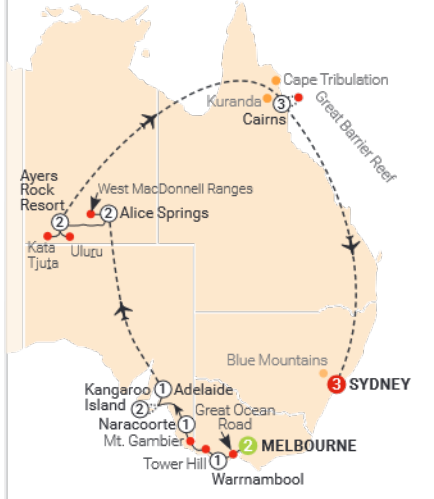 Cape Tribulation
Kuranda
3
Cairns
Great Barrier Reef
Ayers
Rock
Resort
West MacDonnell Ranges
2
2
Alice Springs
Kata
Tjuta
Uluru
Blue Mountains
3
SYDNEY
Kangaroo
Island
1
Adelaide
2
Great Ocean
Road
Naracoorte
1
Mt. Gambier
2
MELBOURNE
Tower Hill
1
Warrnambool